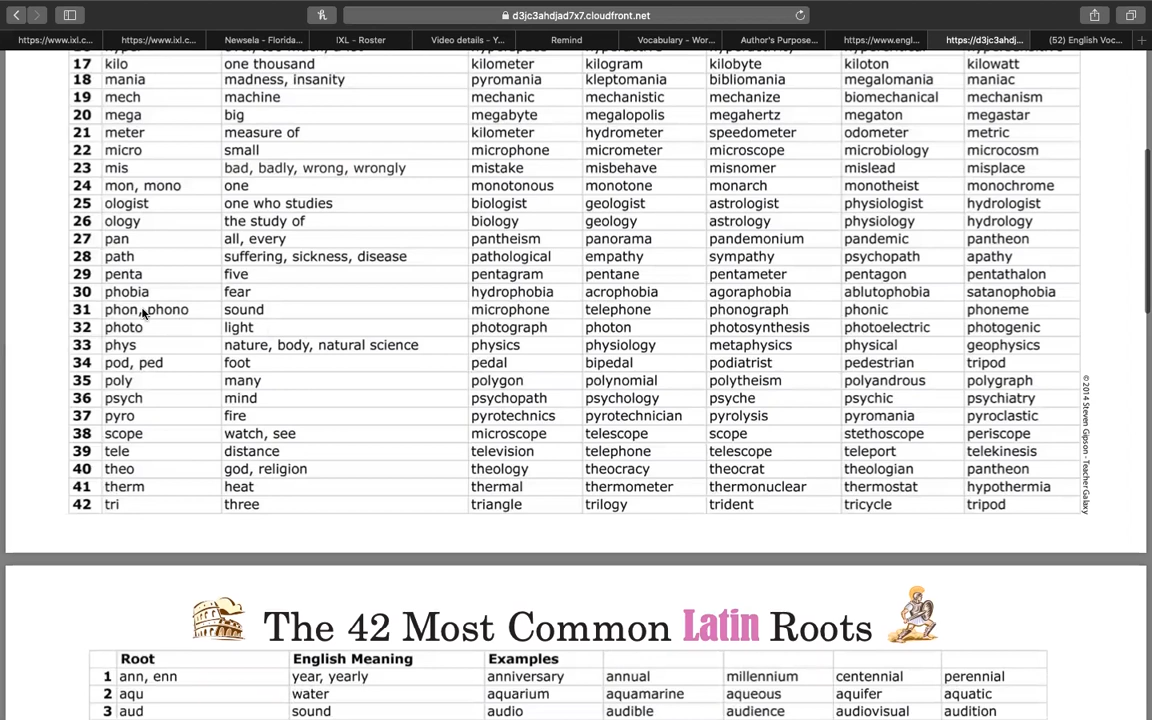 d3jc3ahdjad7x7.cloudfront.net
https://www.ixl.c... https://www.ixl.c... Newsela - Florida... IXL - Roster Video details - Y... Remind Vocabulary - Wor... Author's Purpose... https://www.engl... https://d3jc3ahdj... (52) English Voc...
17 kilo one thousand kilometer kilogram kilobyte kiloton kilowatt
18 mania madness, insanity pyromania kleptomania bibliomania megalomania maniac
19 mech machine mechanic mechanistic mechanize biomechanical mechanism
20 mega big megabyte megalopolis megahertz megaton megastar
21 meter measure of kilometer hydrometer speedometer odometer metric
22 micro small microphone micrometer microscope microbiology microcosm
23 mis bad, badly, wrong, wrongly mistake misbehave misnomer mislead misplace
24 mon, mono one monotonous monotone monarch monotheist monochrome
25 ologist one who studies biologist geologist astrologist physiologist hydrologist
26 ology the study of biology geology astrology physiology hydrology
27 pan all, every pantheism panorama pandemonium pandemic pantheon
28 path suffering, sickness, disease pathological empathy sympathy psychopath apathy
29 penta five pentagram pentane pentameter pentagon pentathalon
30 phobia fear hydrophobia acrophobia agoraphobia ablutophobia satanophobia
31 phon, phono sound microphone telephone phonograph phonic phoneme
32 photo light photograph photon photosynthesis photoelectric photogenic
33 phys nature, body, natural science physics physiology metaphysics physical geophysics
34 pod, ped foot pedal bipedal podiatrist pedestrian tripod
35 poly many polygon polynomial polytheism polyandrous polygraph
36 psych mind psychopath psychology psyche psychic psychiatry
37 pyro fire pyrotechnics pyrotechnician pyrolysis pyromania pyroclastic
38 scope watch, see microscope telescope scope stethoscope periscope
39 tele distance television telephone telescope teleport telekinesis
40 theo god, religion theology theocracy theocrat theologian pantheon
41 therm heat thermal thermometer thermonuclear thermostat hypothermia
42 tri three triangle trilogy trident tricycle tripod
© 2014 Steven Gipson - Teacher Galaxy
The 42 Most Common Latin Roots
Root English Meaning Examples
1 ann, enn year, yearly anniversary annual millennium centennial perennial
2 aqu water aquarium aquamarine aqueous aquifer aquatic
3 aud sound audio audible audience audiovisual audition